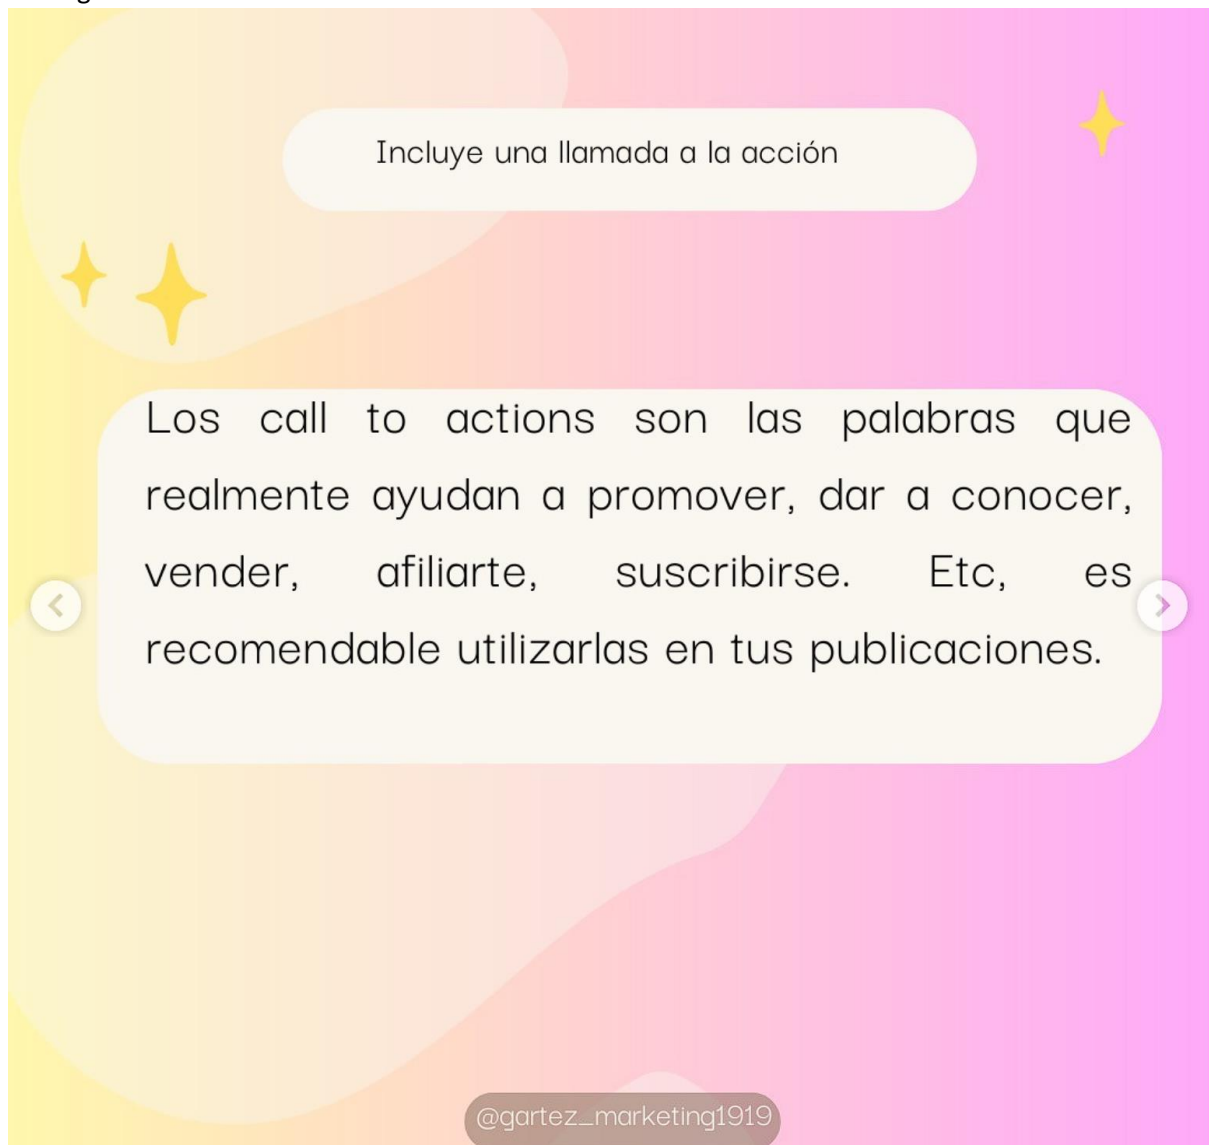 Incluye una llamada a la acción
Los call to actions son las palabras que
realmente ayudan a promover, dar a conocer,
vender, afiliarte, suscribirse. Etc, es
recomendable utilizarlas en tus publicaciones.
@gartez_marketing1919